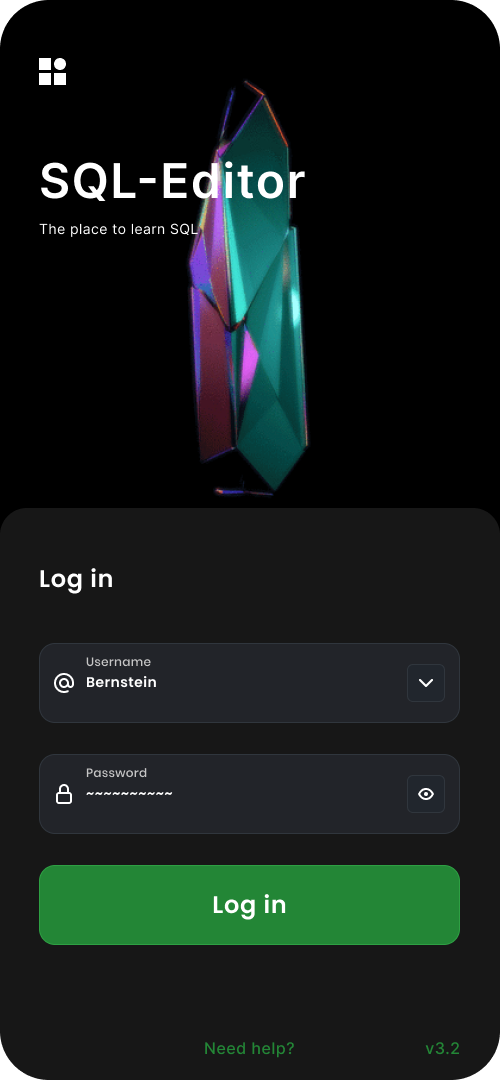 SQL-Editor
The place to learn SQL
Log in
Username
Bernstein
Password
~~~~~~~~~~
Log in
Need help?
v3.2